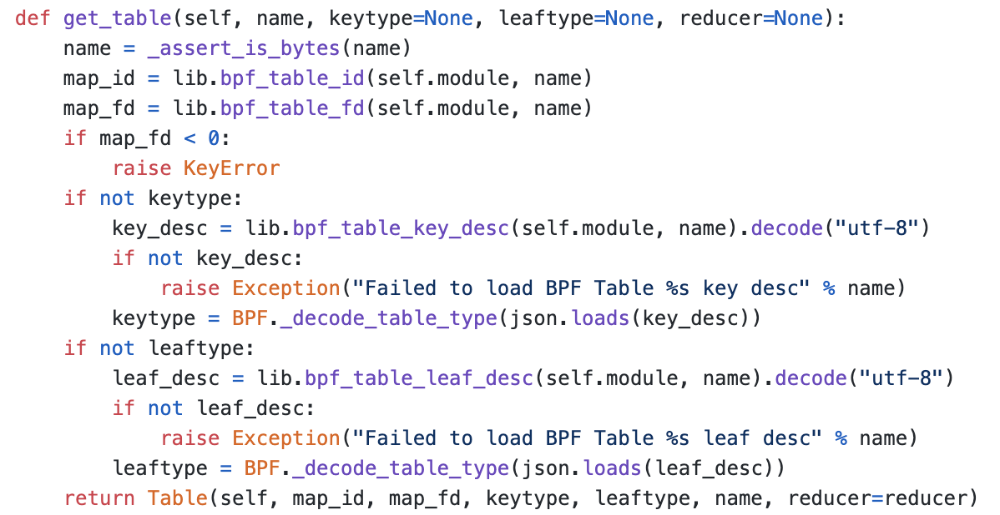 def get_table(self, name, keytype=None, leaftype=None, reducer=None):
    name = _assert_is_bytes(name)
    map_id = lib.bpf_table_id(self.module, name)
    map_fd = lib.bpf_table_fd(self.module, name)
    if map_fd < 0:
        raise KeyError
    if not keytype:
        key_desc = lib.bpf_table_key_desc(self.module, name).decode("utf-8")
        if not key_desc:
            raise Exception("Failed to load BPF Table %s key desc" % name)
        keytype = BPF._decode_table_type(json.loads(key_desc))
    if not leaftype:
        leaf_desc = lib.bpf_table_leaf_desc(self.module, name).decode("utf-8")
        if not leaf_desc:
            raise Exception("Failed to load BPF Table %s leaf desc" % name)
        leaftype = BPF._decode_table_type(json.loads(leaf_desc))
    return Table(self, map_id, map_fd, keytype, leaftype, name, reducer=reducer)